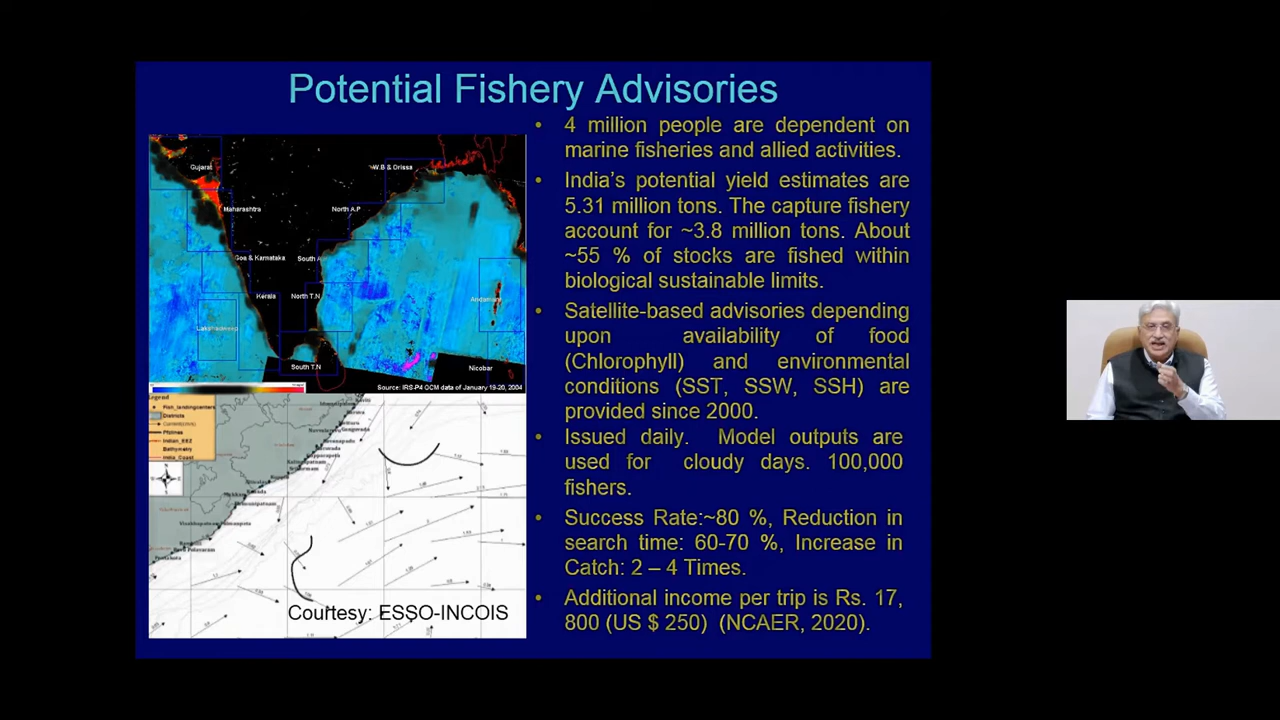 Potential Fishery Advisories
Gujarat
W.B & Orissa
Maharashtra
North A.P
Goa & Karnataka
South A
Kerala
North T.N
Andaman
Lakshadweep
South T.N
Nicobar
Source: IRS-P4 OCM data of January 19-20, 2004
Legend
Fish_landingcenters
Districts
Indian_EEZ
Bathymetry
India_Coast
Courtesy: ESSO-INCOIS
• 4 million people are dependent on
marine fisheries and allied activities.
• India's potential yield estimates are
5.31 million tons. The capture fishery
account for ~3.8 million tons. About
~55 % of stocks are fished within
biological sustainable limits.
• Satellite-based advisories depending
upon availability of food
(Chlorophyll) and environmental
conditions (SST, SSW, SSH) are
provided since 2000.
• Issued daily. Model outputs are
used for cloudy days. 100,000
fishers.
• Success Rate:~80 %, Reduction in
search time: 60-70 %, Increase in
Catch: 2 – 4 Times.
• Additional income per trip is Rs. 17,
800 (US $ 250) (NCAER, 2020).